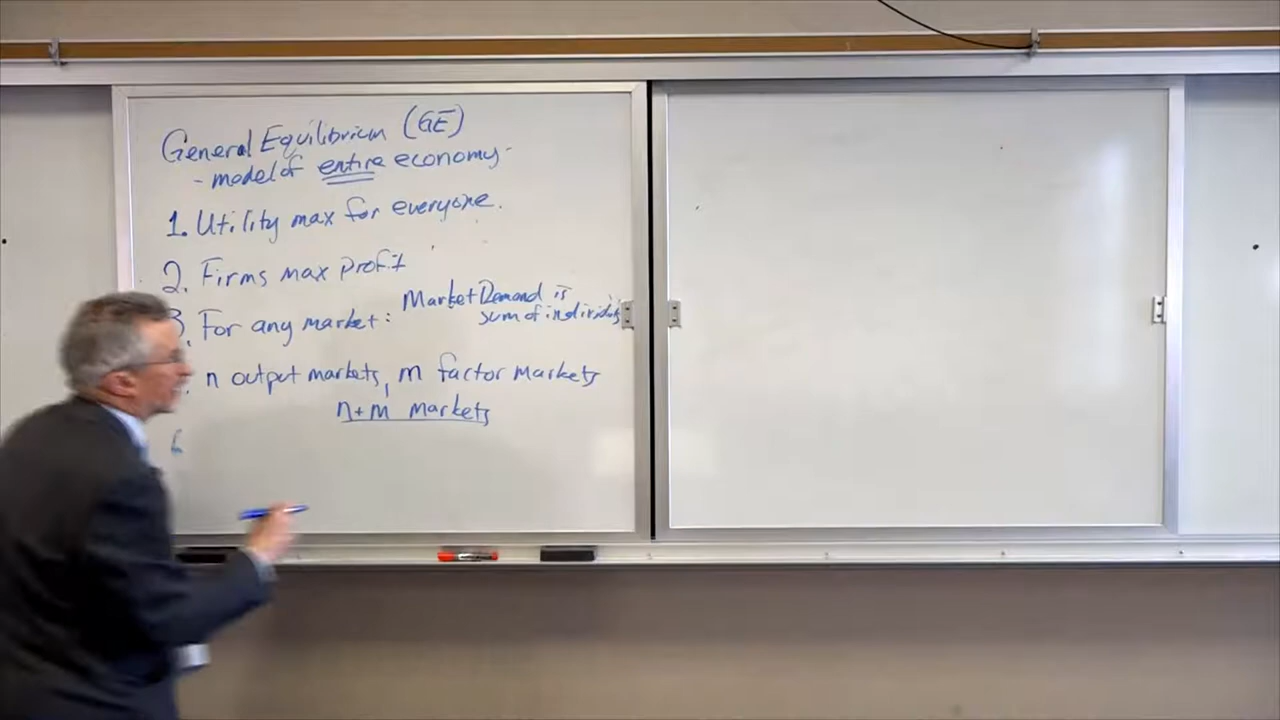 General Equilibrium (GE)
- model of entire economy-
1. Utility max for everyone.
2. Firms max profit
3. For any market: Market Demand is
sum of individuals
n output markets, m factor markets
n+m markets